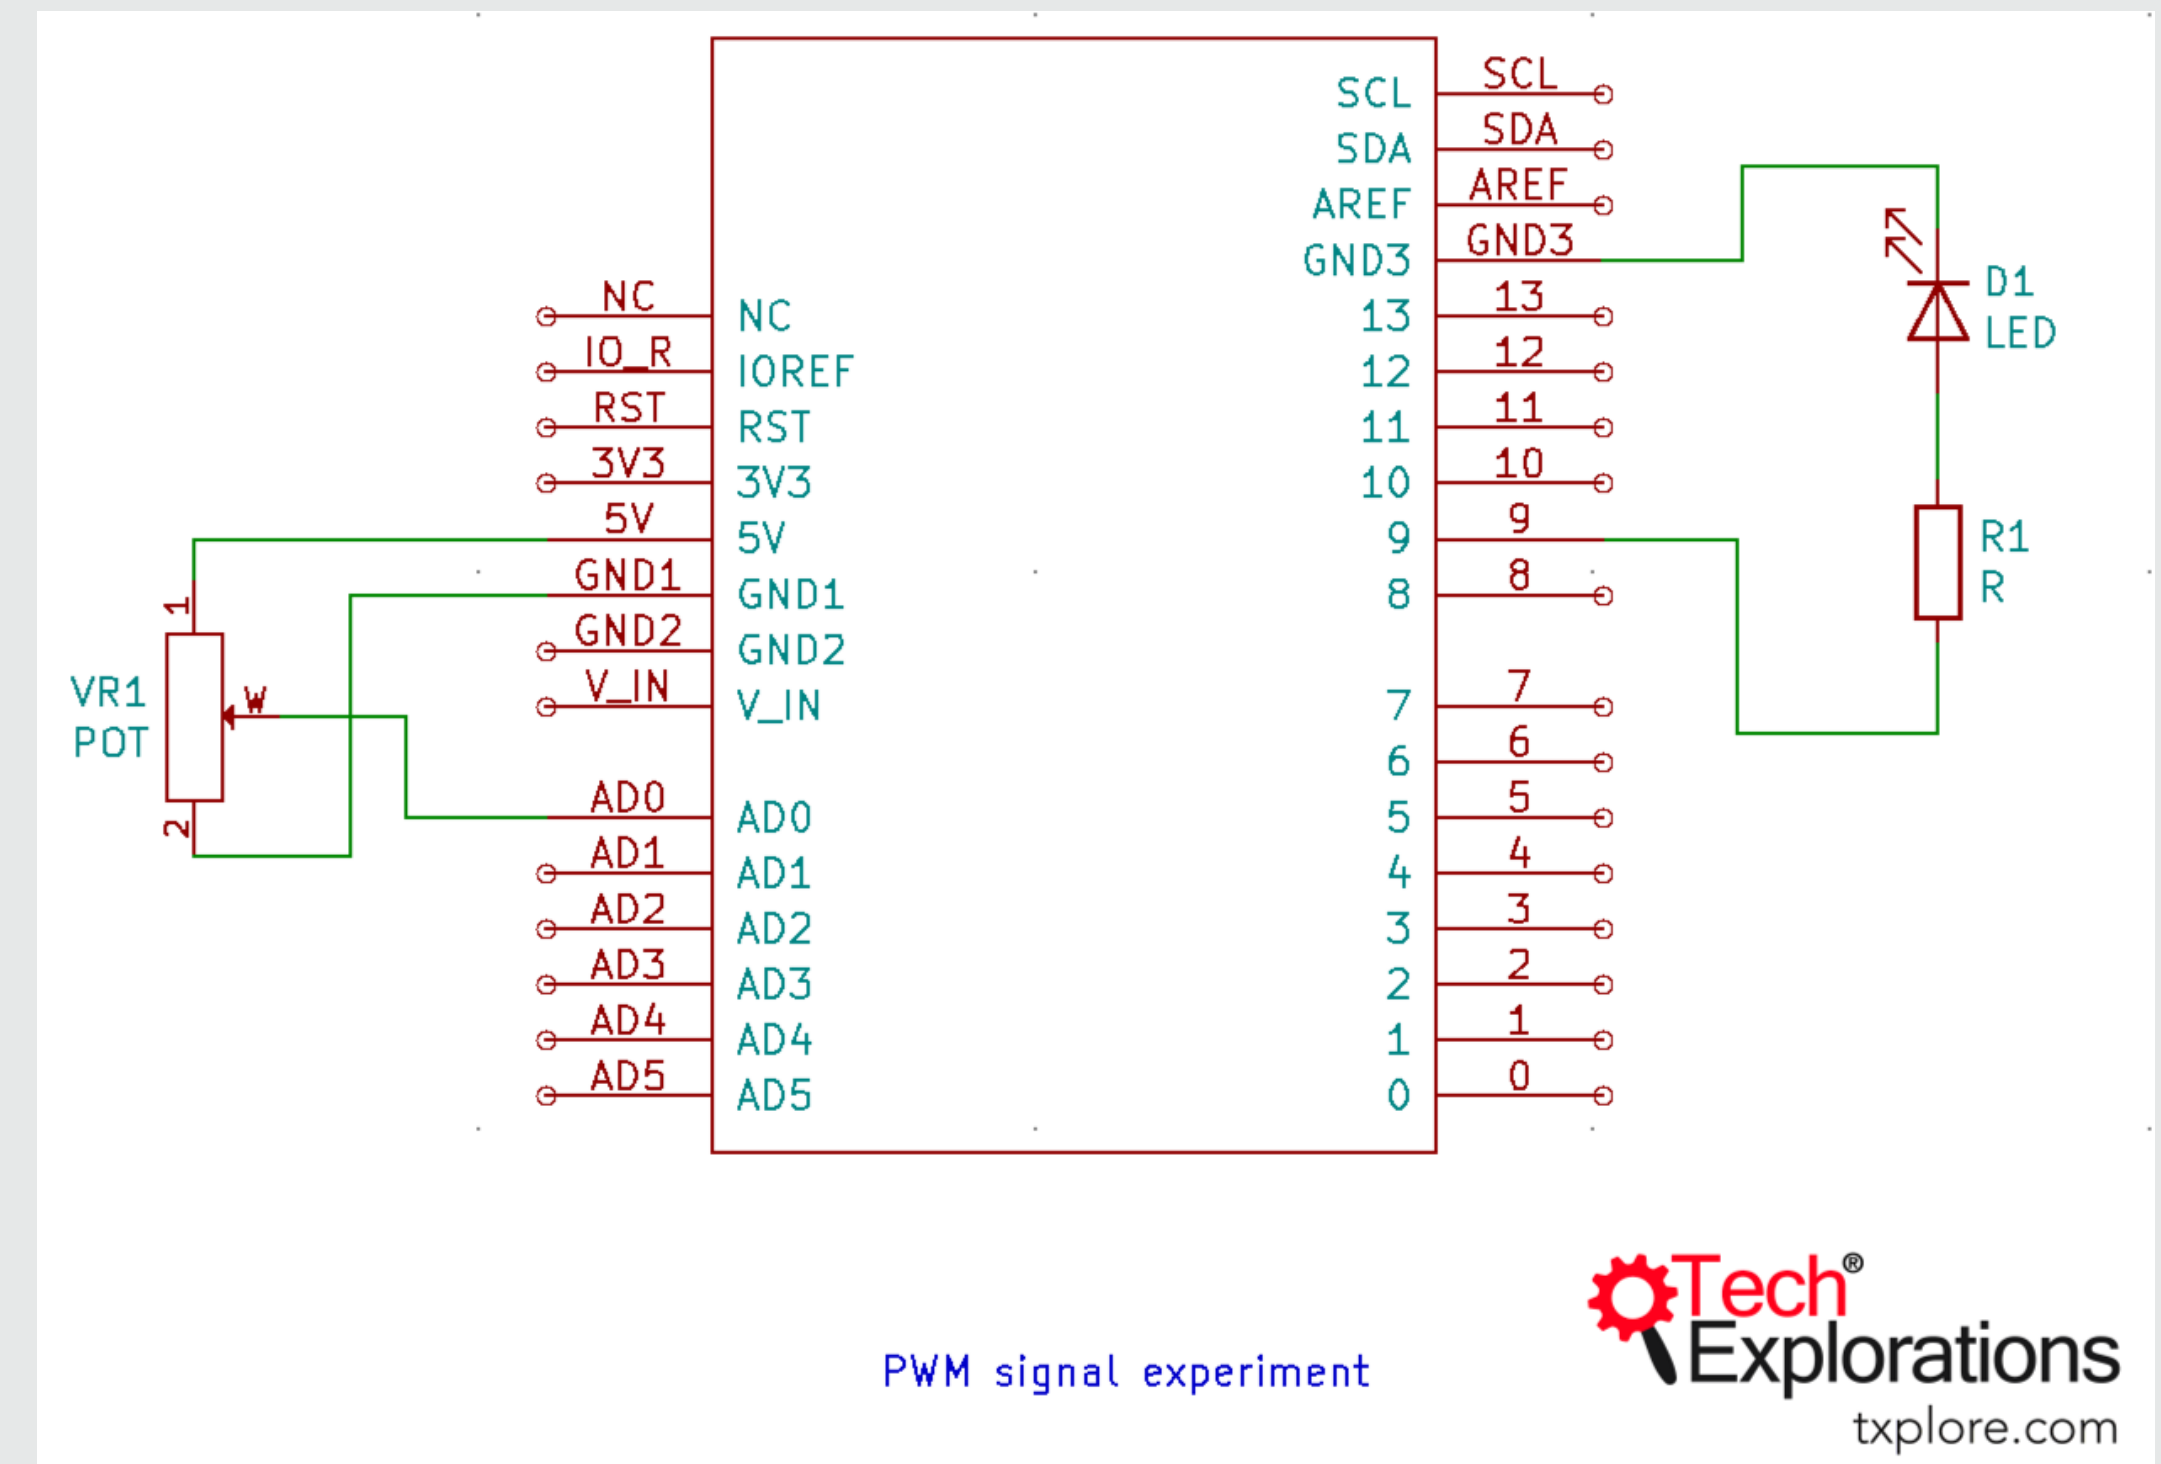 SCL SCL
SDA SDA
AREF AREF
GND3 GND3
NC NC 13 13
IO_R IOREF 12 12
RST RST 11 11
3V3 3V3 10 10
5V 5V 9 9
GND1 GND1 8 8
GND2 GND2
V_IN V_IN 7 7
6 6
AD0 AD0 5 5
AD1 AD1 4 4
AD2 AD2 3 3
AD3 AD3 2 2
AD4 AD4 1 1
AD5 AD5 0 0
1
VR1
POT
W
2
D1
LED
R1
R
PWM signal experiment
Tech®
Explorations
txplore.com